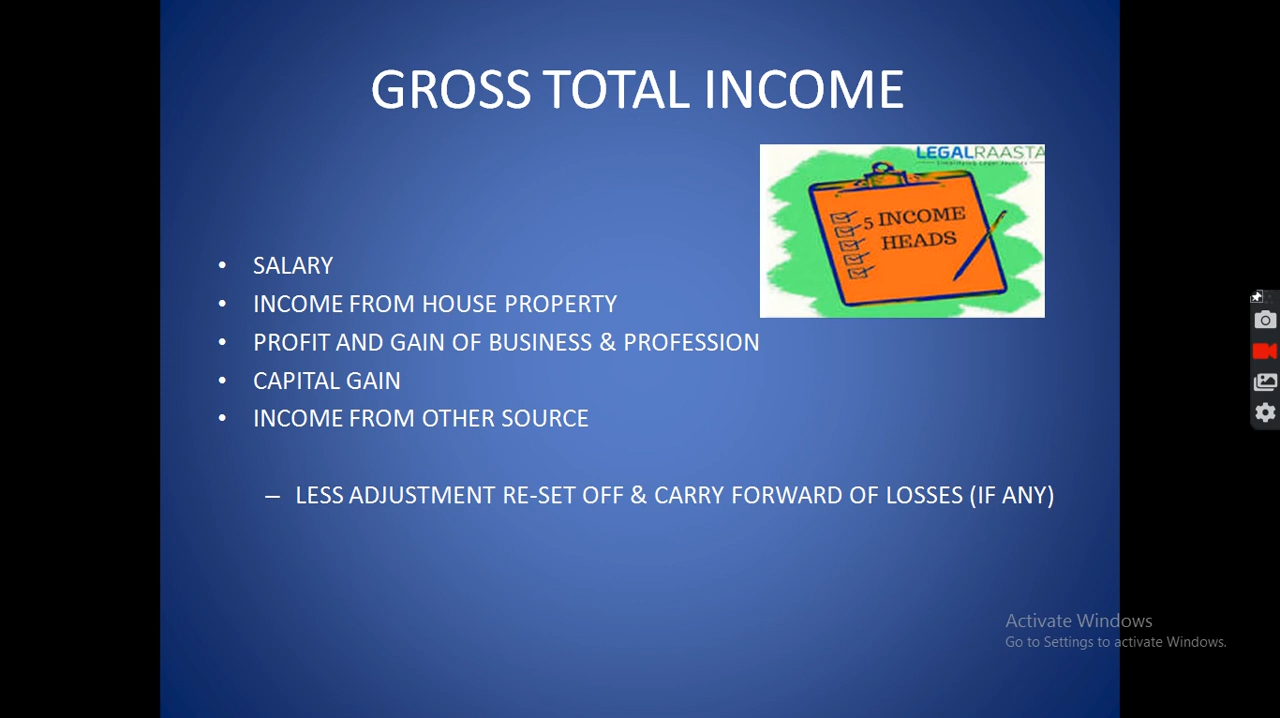 GROSS TOTAL INCOME
LEGALRAASTA
5 INCOME
HEADS
• SALARY
• INCOME FROM HOUSE PROPERTY
• PROFIT AND GAIN OF BUSINESS & PROFESSION
• CAPITAL GAIN
• INCOME FROM OTHER SOURCE
– LESS ADJUSTMENT RE-SET OFF & CARRY FORWARD OF LOSSES (IF ANY)
Activate Windows
Go to Settings to activate Windows.